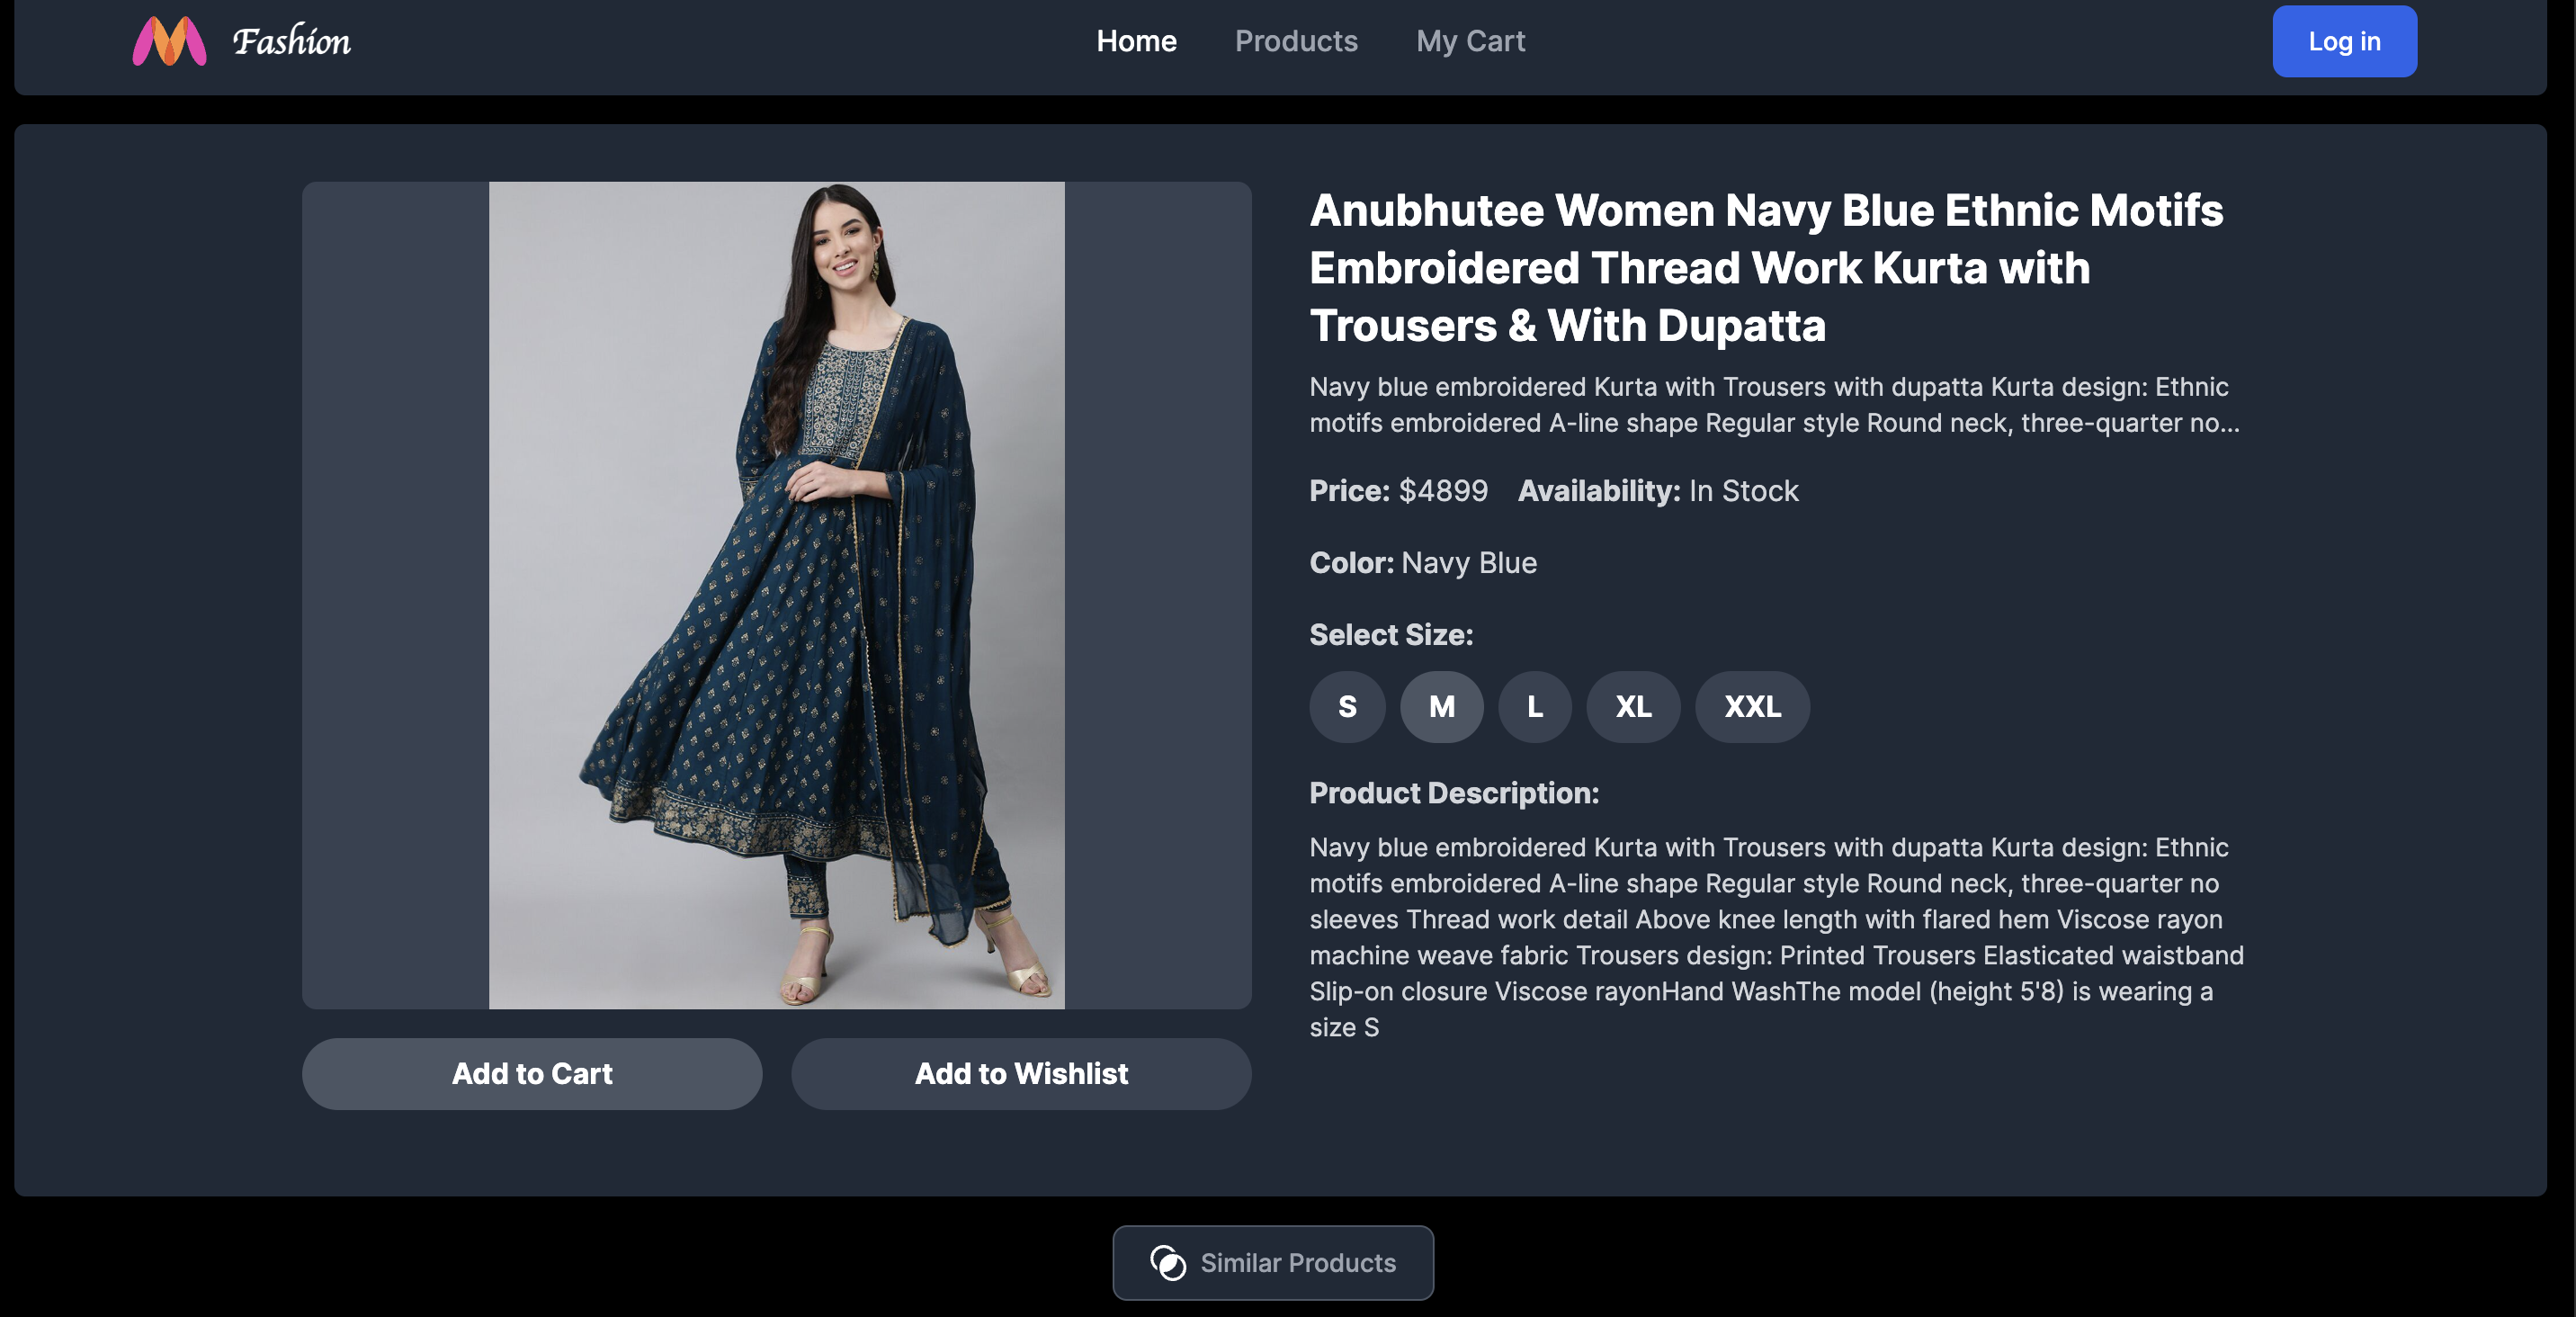 Fashion
Home
Products
My Cart
Log in
Anubhutee Women Navy Blue Ethnic Motifs
Embroidered Thread Work Kurta with
Trousers & With Dupatta
Navy blue embroidered Kurta with Trousers with dupatta Kurta design: Ethnic
motifs embroidered A-line shape Regular style Round neck, three-quarter no...
Price: $4899 Availability: In Stock
Color: Navy Blue
Select Size:
S
M
L
XL
XXL
Product Description:
Navy blue embroidered Kurta with Trousers with dupatta Kurta design: Ethnic
motifs embroidered A-line shape Regular style Round neck, three-quarter no
sleeves Thread work detail Above knee length with flared hem Viscose rayon
machine weave fabric Trousers design: Printed Trousers Elasticated waistband
Slip-on closure Viscose rayonHand WashThe model (height 5'8) is wearing a
size S
Add to Cart
Add to Wishlist
Similar Products